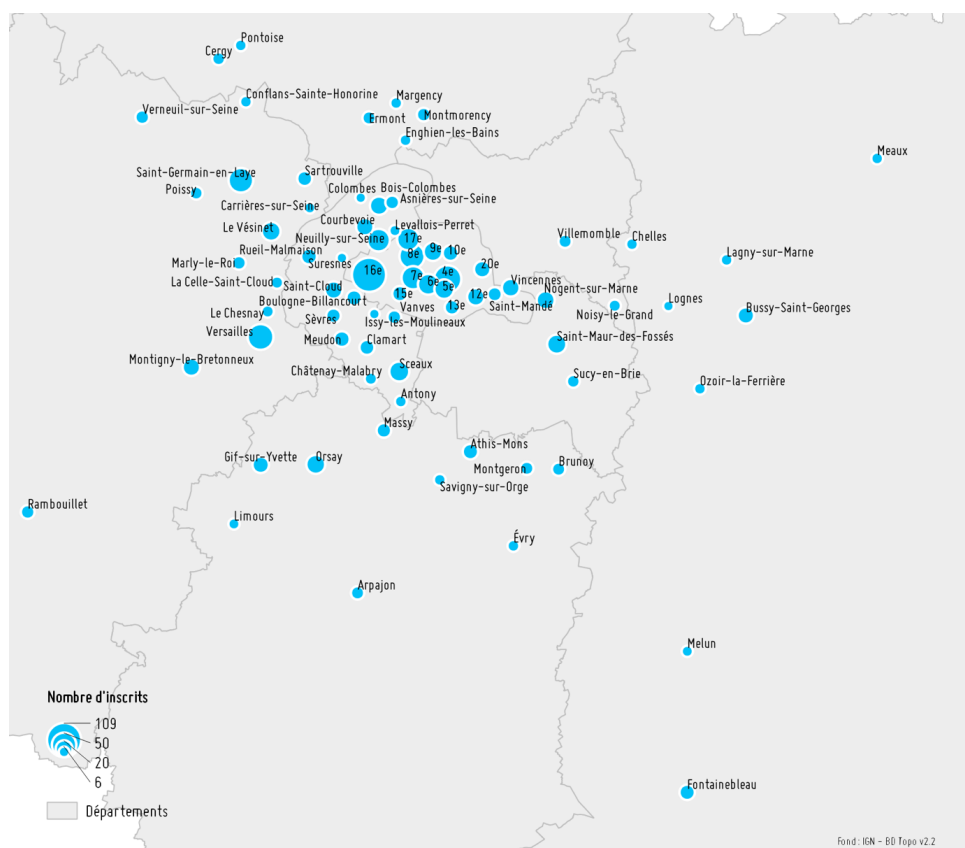 Pontoise
Cergy
Conflans-Sainte-Honorine
Margency
Verneuil-sur-Seine
Ermont
Montmorency
Enghien-les-Bains
Meaux
Saint-Germain-en-Laye
Sartrouville
Poissy
Colombes
Bois-Colombes
Carrières-sur-Seine
Asnières-sur-Seine
Courbevoie
Levallois-Perret
Le Vésinet
Neuilly-sur-Seine
17e
Villemomble
Chelles
Rueil-Malmaison
8e
9e
10e
Lagny-sur-Marne
Marly-le-Roi
Suresnes
16e
20e
La Celle-Saint-Cloud
Saint-Cloud
7e
4e
6e
5e
Vincennes
Nogent-sur-Marne
15e
12e
Boulogne-Billancourt
Vanves
13e
Saint-Mandé
Lognes
Bussy-Saint-Georges
Le Chesnay
Sèvres
Issy-les-Moulineaux
Noisy-le-Grand
Versailles
Meudon
Clamart
Saint-Maur-des-Fossés
Montigny-le-Bretonneux
Châtenay-Malabry
Sceaux
Sucy-en-Brie
Ozoir-la-Ferrière
Antony
Massy
Athis-Mons
Gif-sur-Yvette
Orsay
Montgeron
Brunoy
Savigny-sur-Orge
Rambouillet
Limours
Évry
Arpajon
Melun
Nombre d'inscrits
109
50
20
6
Fontainebleau
Départements
Fond : IGN - BD Topo v2.2